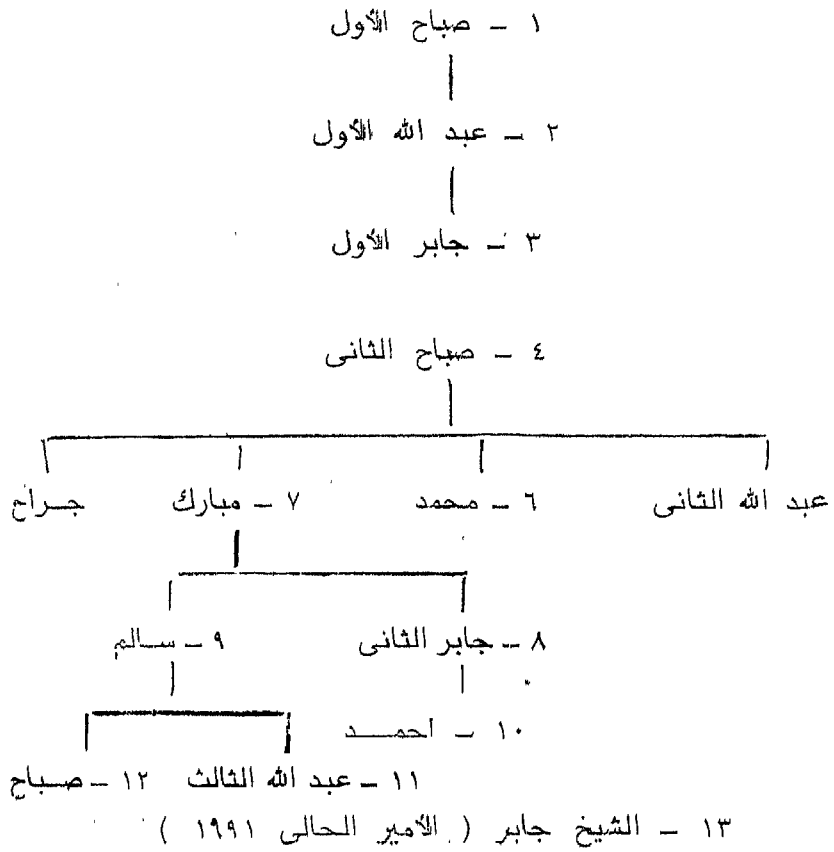 ١ – صباح الأول
٢ – عبد الله الأول
٣ – جابر الأول
٤ – صباح الثانى
عبد الله الثانى ٦ – محمد ٧ – مبارك جراح
٨ – جابر الثانى ٩ – سالم
١٠ – احمد
١١ – عبد الله الثالث ١٢ – صباح
١٣ – الشيخ جابر ( الأمير الحالى ١٩٩١ )